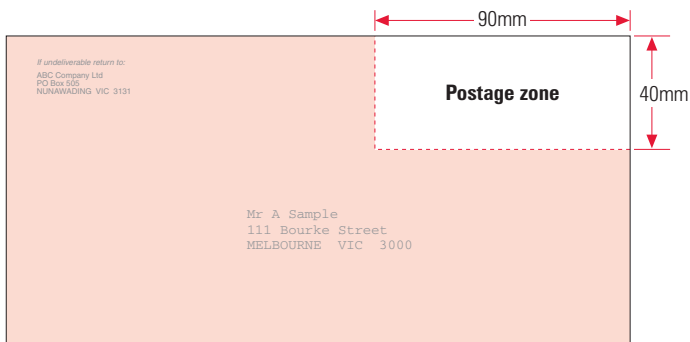 90mm
If undeliverable return to:
ABC Company Ltd
PO Box 505
NUNAWADING VIC 3131
Postage zone
40mm
Mr A Sample
111 Bourke Street
MELBOURNE VIC 3000